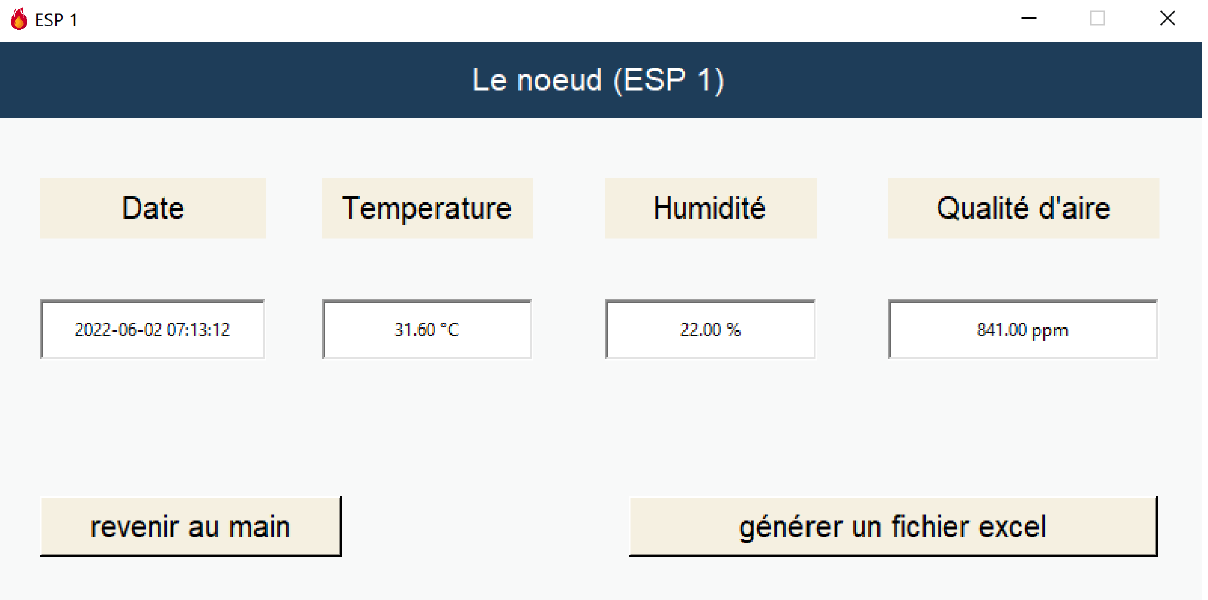 ESP 1
Le noeud (ESP 1)
Date Temperature Humidité Qualité d'aire
2022-06-02 07:13:12 31.60 °C 22.00 % 841.00 ppm
revenir au main générer un fichier excel